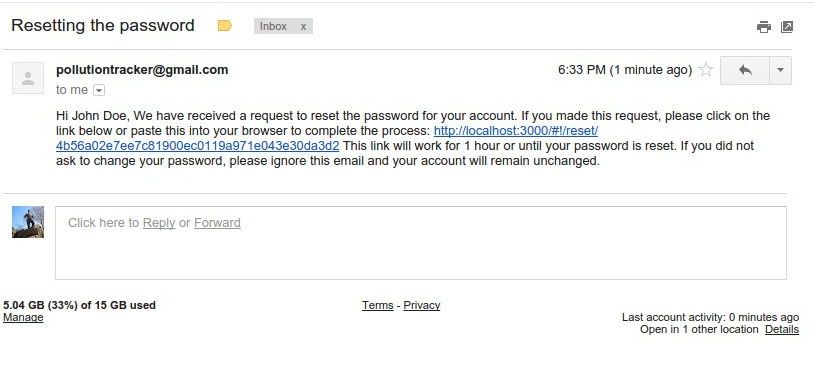 Resetting the password
Inbox x
pollutiontracker@gmail.com
6:33 PM (1 minute ago)
to me
Hi John Doe, We have received a request to reset the password for your account. If you made this request, please click on the
link below or paste this into your browser to complete the process: http://localhost:3000/#!/reset/
4b56a02e7ee7c81900ec0119a971e043e30da3d2 This link will work for 1 hour or until your password is reset. If you did not
ask to change your password, please ignore this email and your account will remain unchanged.
Click here to Reply or Forward
5.04 GB (33%) of 15 GB used
Manage
Terms - Privacy
Last account activity: 0 minutes ago
Open in 1 other location Details